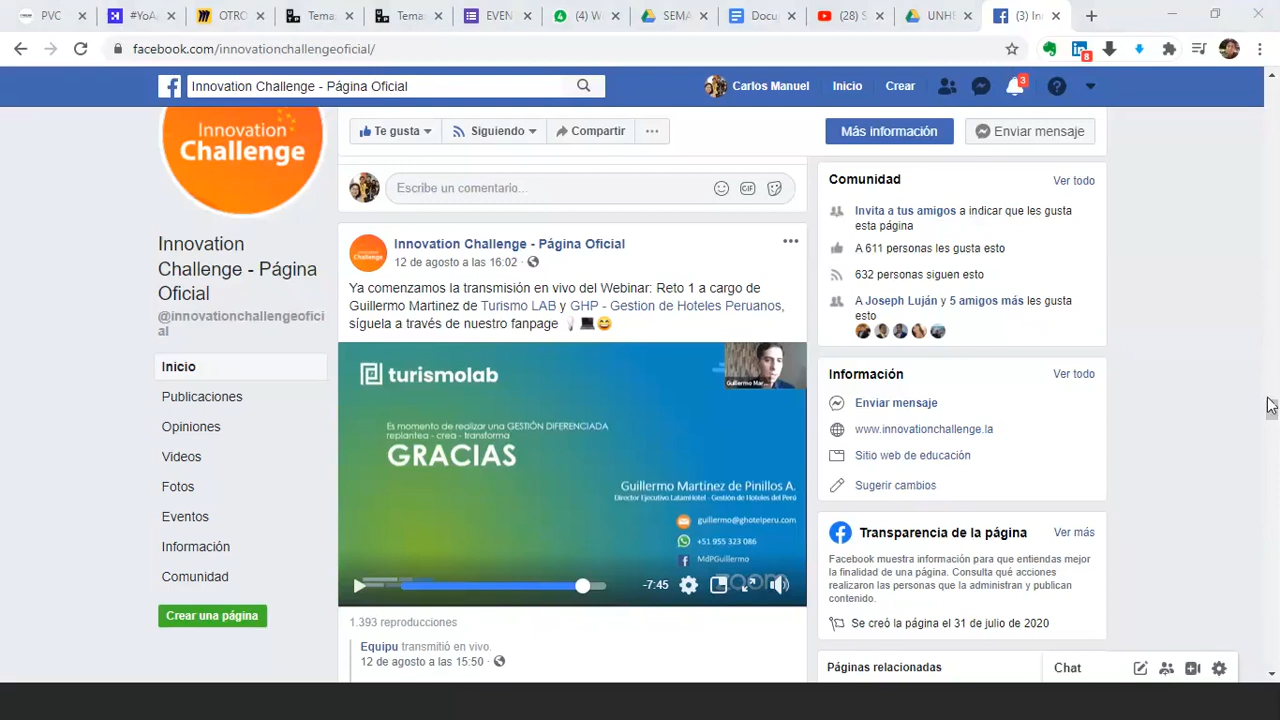 PVC
#YoA
OTRO
Tema
Tema
EVEN
(4) W
SEMA
Docu
(28) S
UNHE
(3) In
facebook.com/innovationchallengeoficial/
8
Innovation Challenge - Página Oficial
Carlos Manuel
Inicio
Crear
3
Innovation
Challenge
Te gusta
Siguiendo
Compartir
Más información
Enviar mensaje
Escribe un comentario...
GIF
Innovation
Challenge - Página
Oficial
@innovationchallengeofici
al
Inicio
Publicaciones
Opiniones
Videos
Fotos
Eventos
Información
Comunidad
Crear una página
Innovation Challenge - Página Oficial
12 de agosto a las 16:02
Ya comenzamos la transmisión en vivo del Webinar: Reto 1 a cargo de
Guillermo Martinez de Turismo LAB y GHP - Gestion de Hoteles Peruanos,
síguela a través de nuestro fanpage
turismolab
Guillermo Mar...
Es momento de realizar una GESTIÓN DIFERENCIADA
replantea - crea - transforma
GRACIAS
Guillermo Martinez de Pinillos A.
Director Ejecutivo LatamHotel - Gestión de Hoteles del Perú
guillermo@ghotelperu.com
+51 955 323 086
MdPGuillermo
zoom
-7:45
1.393 reproducciones
Equipu transmitió en vivo.
12 de agosto a las 15:50
Comunidad
Ver todo
Invita a tus amigos a indicar que les gusta
esta página
A 611 personas les gusta esto
632 personas siguen esto
A Joseph Luján y 5 amigos más les gusta
esto
Información
Ver todo
Enviar mensaje
www.innovationchallenge.la
Sitio web de educación
Sugerir cambios
Transparencia de la página
Ver más
Facebook muestra información para que entiendas mejor
la finalidad de una página. Consulta qué acciones
realizaron las personas que la administran y publican
contenido.
Se creó la página el 31 de julio de 2020
Páginas relacionadas
Chat